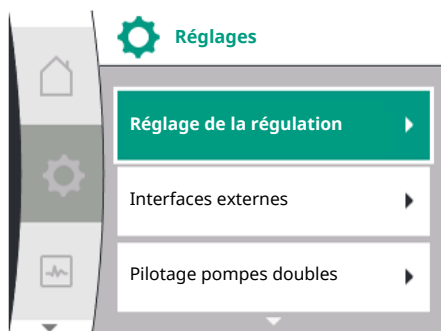 Réglages
Réglage de la régulation
Interfaces externes
Pilotage pompes doubles